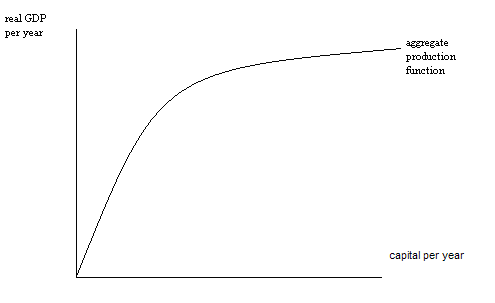 real GDP
per year
aggregate
production
function
capital per year